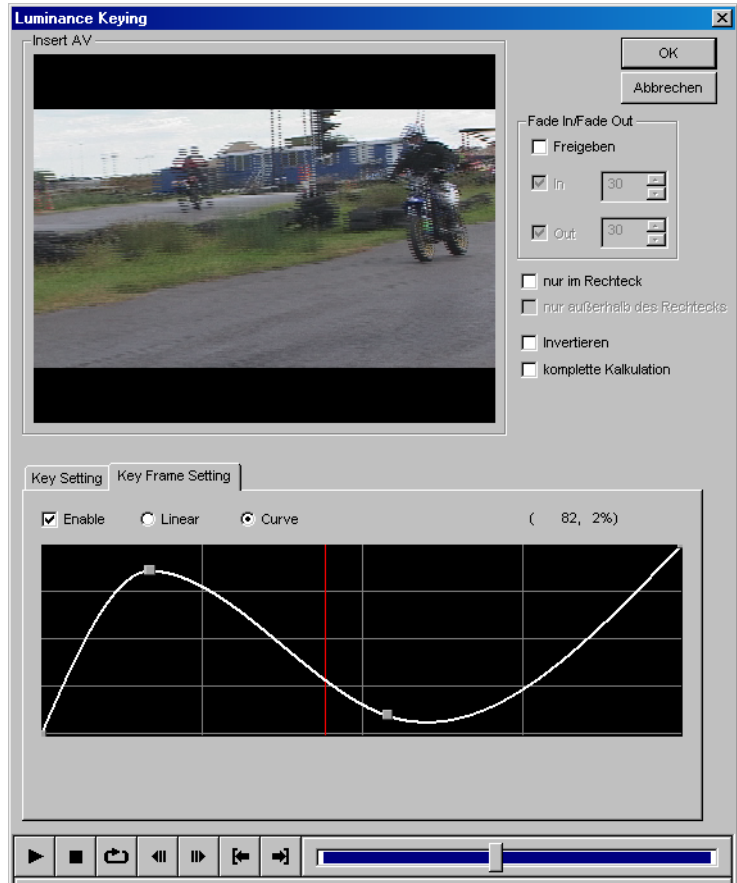 Luminance Keying
Insert AV
OK
Abbrechen
Fade In/Fade Out
Freigeben
In 30
Out 30
nur im Rechteck
nur außerhalb des Rechtecks
Invertieren
komplette Kalkulation
Key Setting Key Frame Setting
Enable Linear Curve ( 82, 2%)